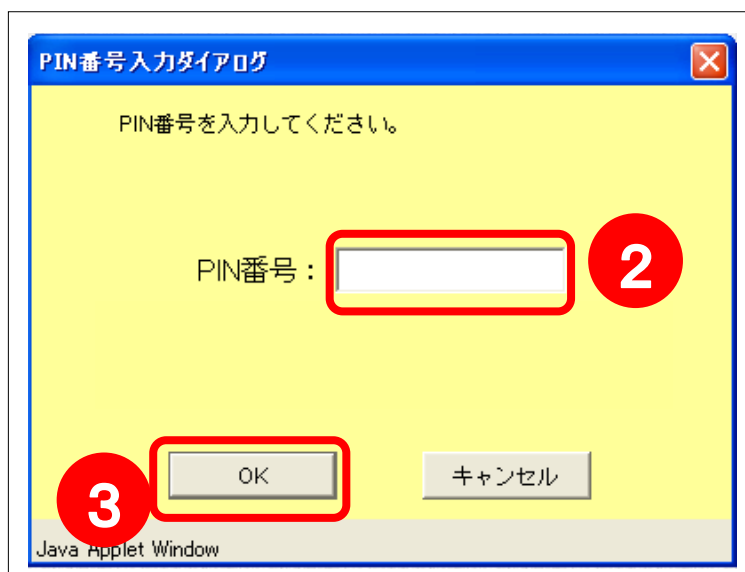 PIN番号入力ダイアログ
PIN番号を入力してください。
PIN番号：
2
OK
キャンセル
3
Java Applet Window